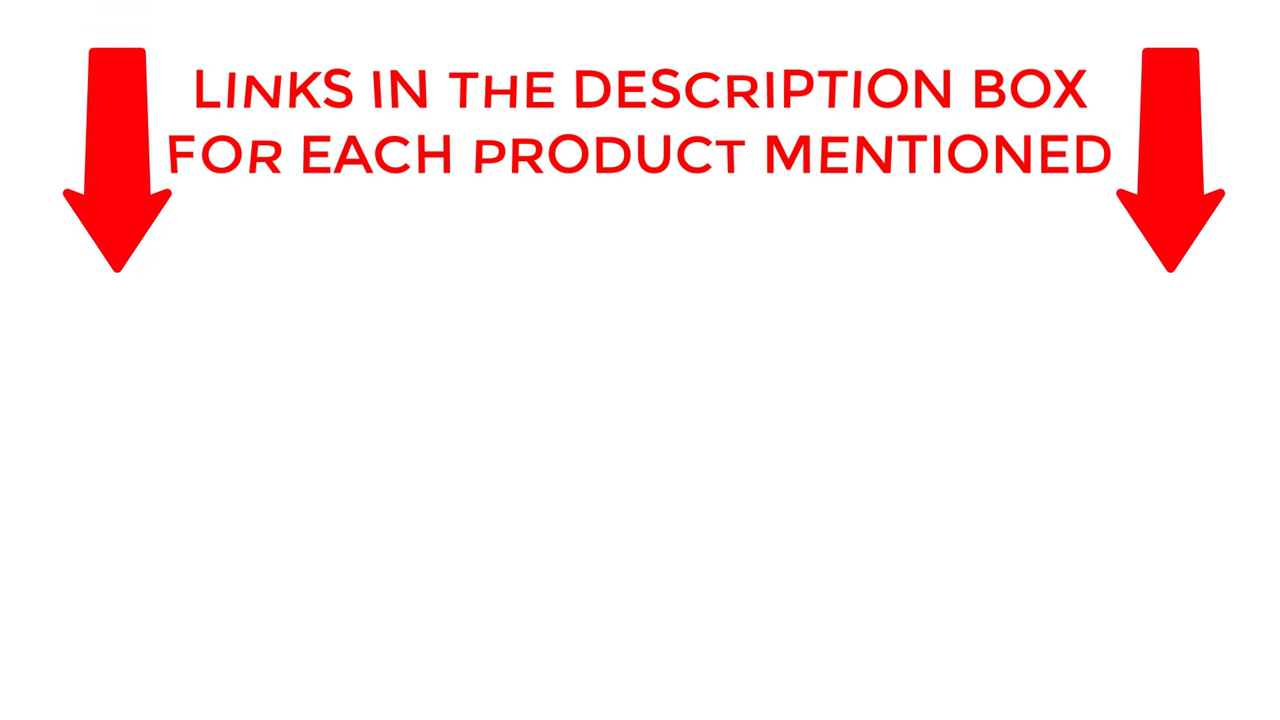 LINKS IN THE DESCRIPTION BOX
FOR EACH PRODUCT MENTIONED